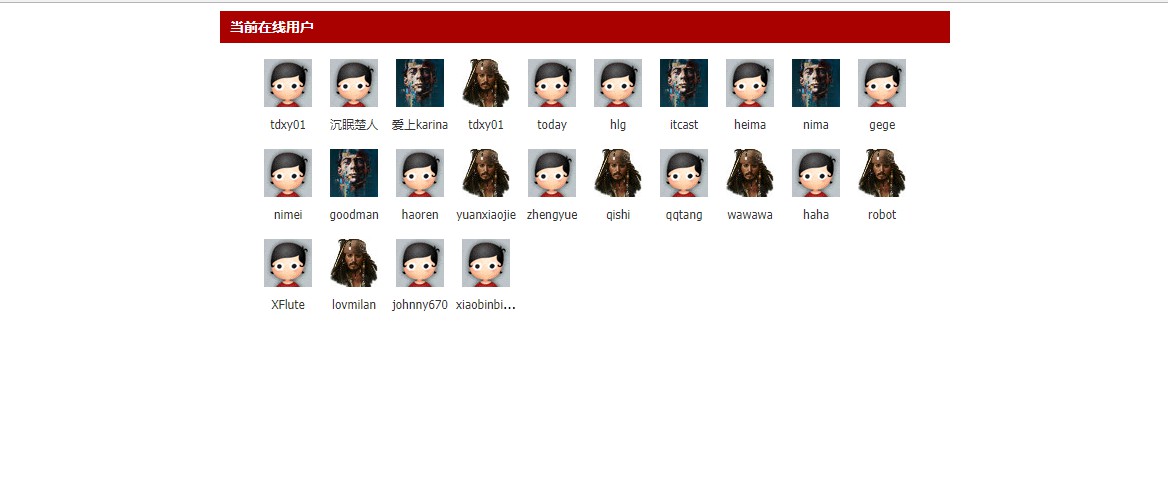 当前在线用户
tdxy01 沉眠楚人 爱上karina tdxy01 today hlg itcast heima nima gege
nimei goodman haoren yuanxiaojie zhengyue qishi qqtang wawawa haha robot
XFlute lovmilan johnny670 xiaobinbi...